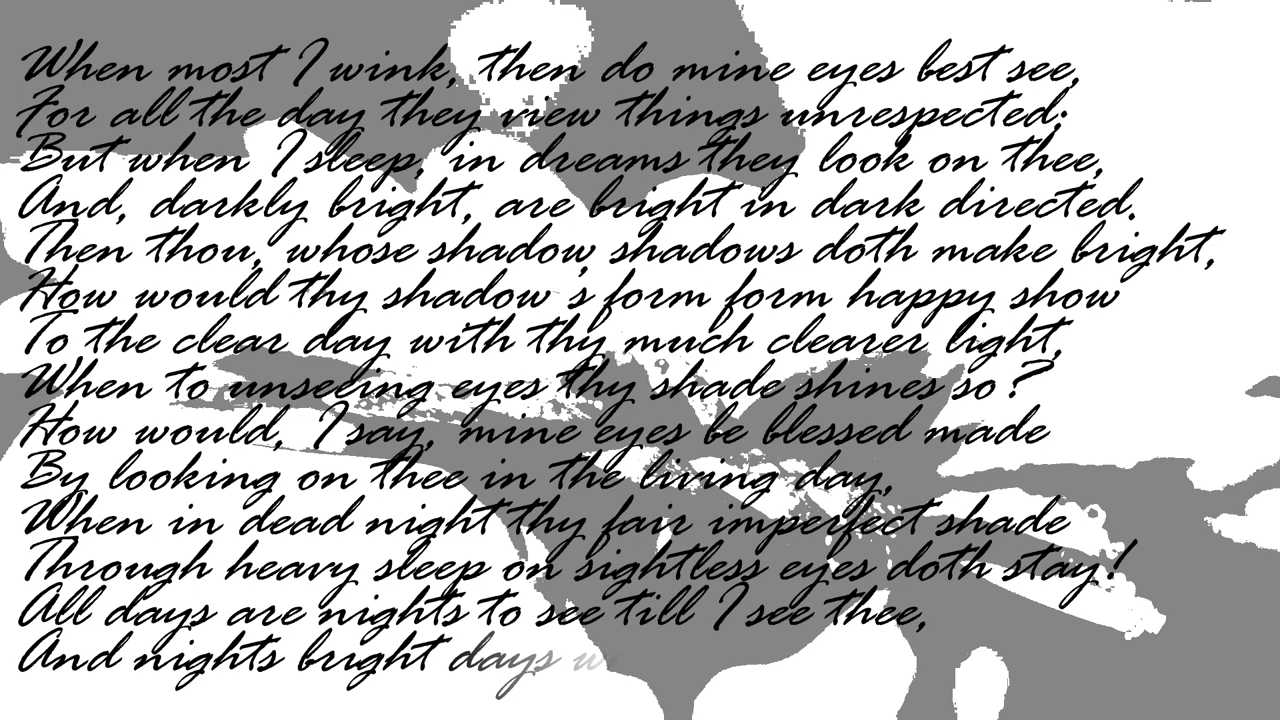 When most I wink, then do mine eyes best see,
For all the day they view things unrespected;
But when I sleep, in dreams they look on thee,
And, darkly bright, are bright in dark directed.
Then thou, whose shadow shadows doth make bright,
How would thy shadow's form form happy show
To the clear day with thy much clearer light,
When to unseeing eyes thy shade shines so?
How would, I say, mine eyes be blessed made
By looking on thee in the living day,
When in dead night thy fair imperfect shade
Through heavy sleep on sightless eyes doth stay!
All days are nights to see till I see thee,
And nights bright days